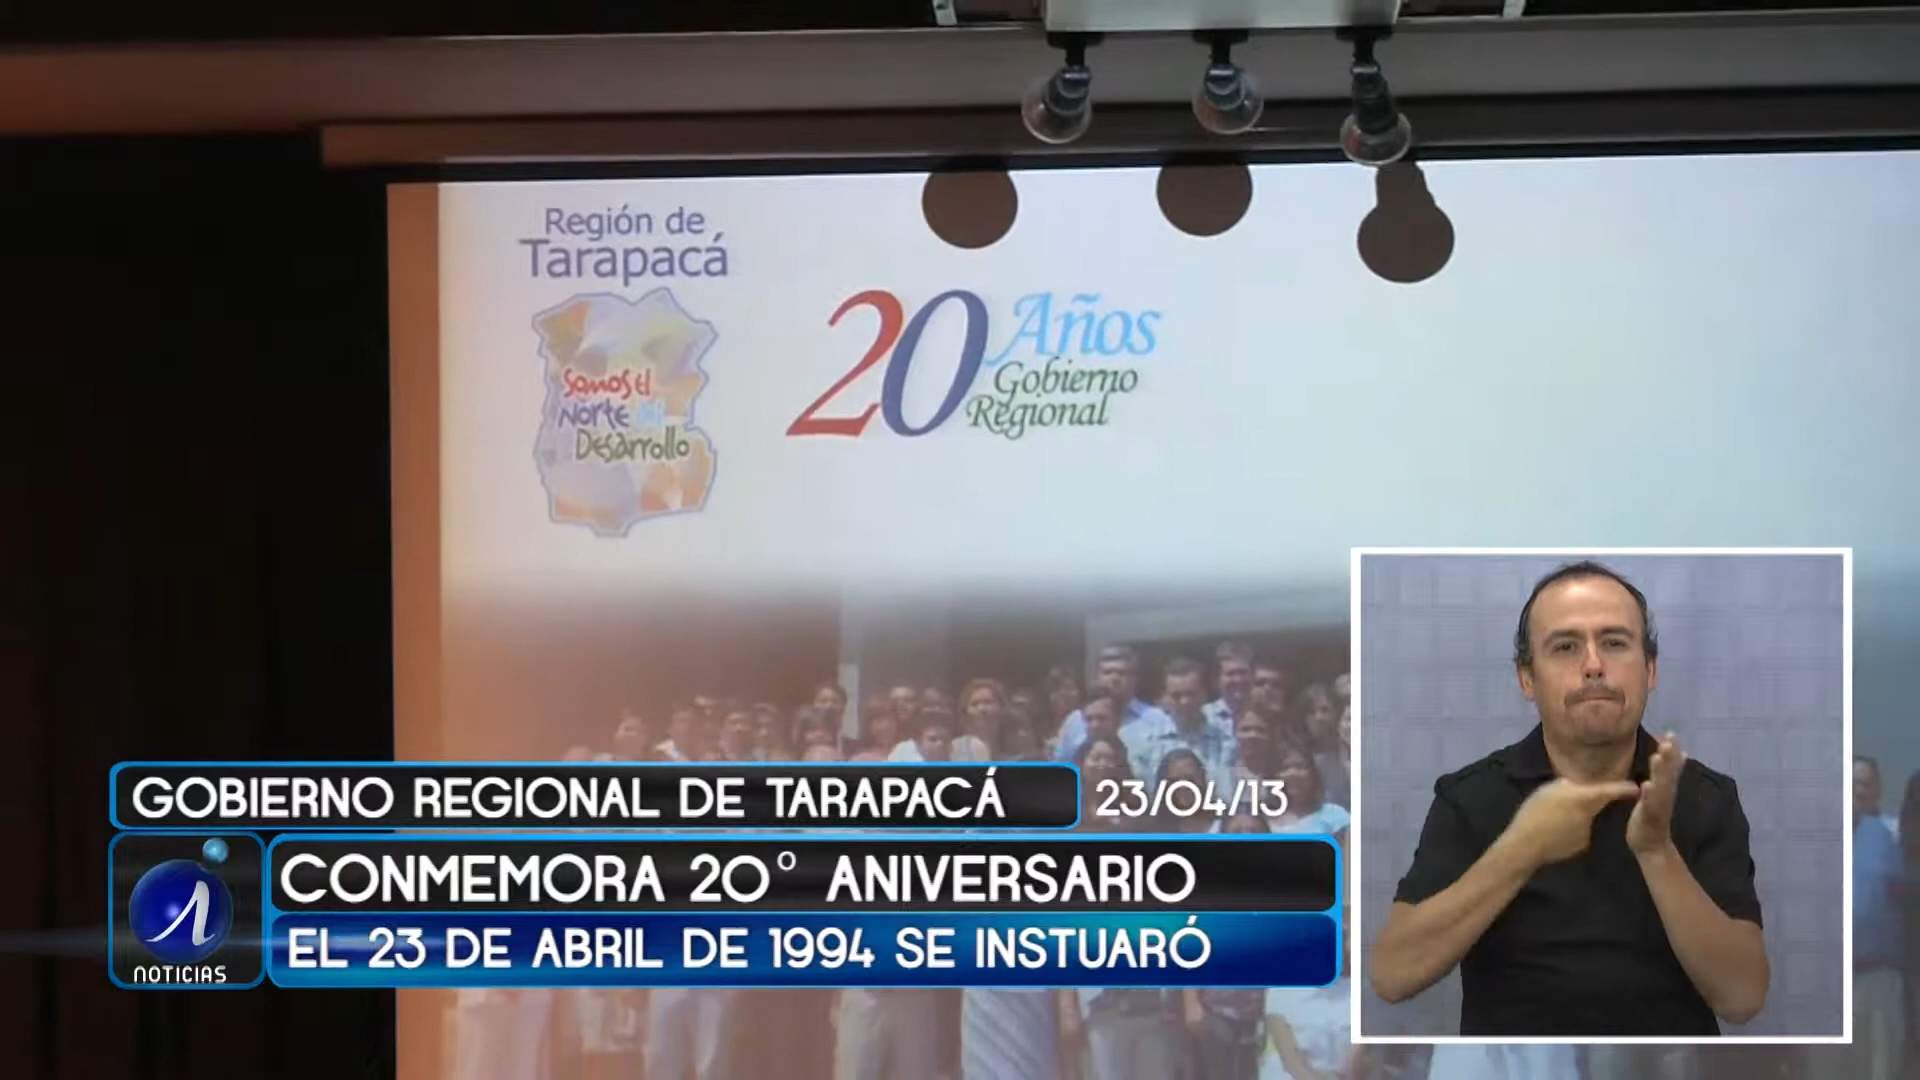 Región de
Tarapacá
Somos el
Norte
Desarrollo
20 Años
Gobierno
Regional
GOBIERNO REGIONAL DE TARAPACÁ 23/04/13
CONMEMORA 20° ANIVERSARIO
EL 23 DE ABRIL DE 1994 SE INSTUARÓ
NOTICIAS